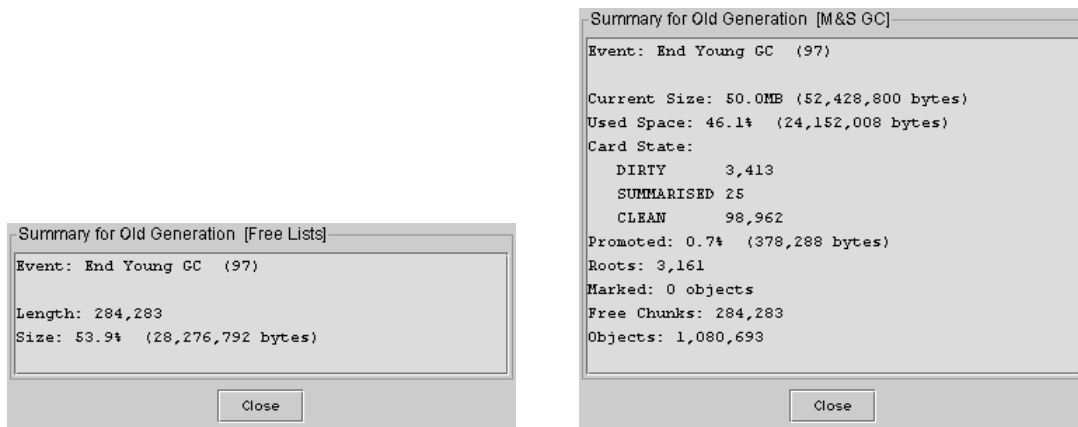 Summary for Old Generation [Free Lists]
Event: End Young GC (97)
Length: 284,283
Size: 53.9% (28,276,792 bytes)
Close
Summary for Old Generation [M&S GC]
Event: End Young GC (97)
Current Size: 50.0MB (52,428,800 bytes)
Used Space: 46.1% (24,152,008 bytes)
Card State:
DIRTY 3,413
SUMMARISED 25
CLEAN 98,962
Promoted: 0.7% (378,288 bytes)
Roots: 3,161
Marked: 0 objects
Free Chunks: 284,283
Objects: 1,080,693
Close